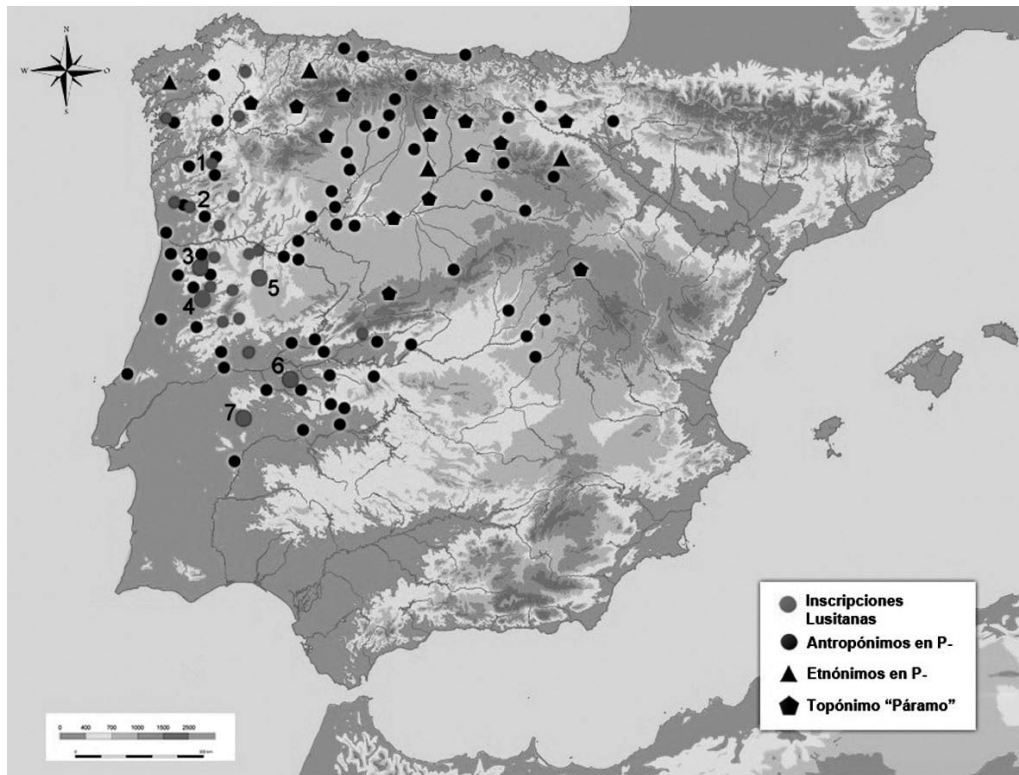 N
W
O
S
1
2
3
5
4
6
7
Inscripciones
Lusitanas
Antropónimos en P-
Etnónimos en P-
Topónimo “Páramo”
0 400 700 1000 1500 2500
0